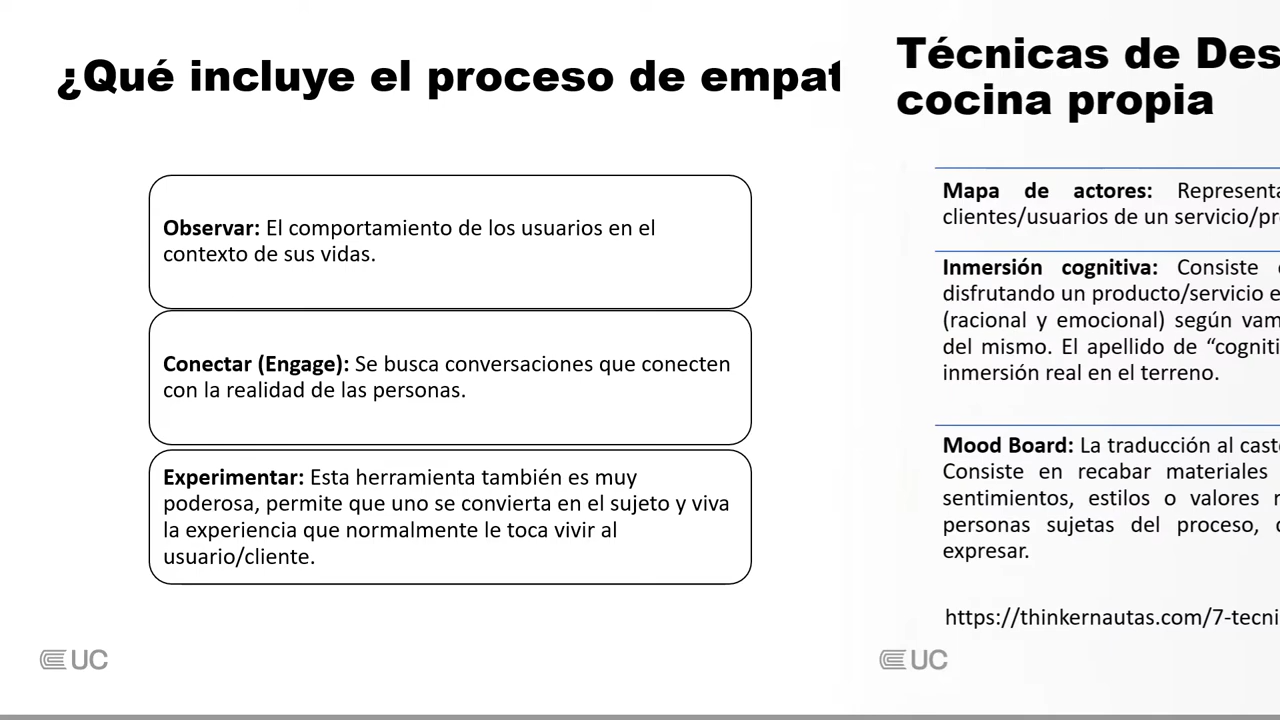 ¿Qué incluye el proceso de empat
Observar: El comportamiento de los usuarios en el
contexto de sus vidas.
Conectar (Engage): Se busca conversaciones que conecten
con la realidad de las personas.
Experimentar: Esta herramienta también es muy
poderosa, permite que uno se convierta en el sujeto y viva
la experiencia que normalmente le toca vivir al
usuario/cliente.
UC
Técnicas de Des
cocina propia
Mapa de actores: Representa
clientes/usuarios de un servicio/pr
Inmersión cognitiva: Consiste
disfrutando un producto/servicio e
(racional y emocional) según vam
del mismo. El apellido de “cogniti
inmersión real en el terreno.
Mood Board: La traducción al caste
Consiste en recabar materiales
sentimientos, estilos o valores
personas sujetas del proceso,
expresar.
https://thinkernautas.com/7-tecni
UC